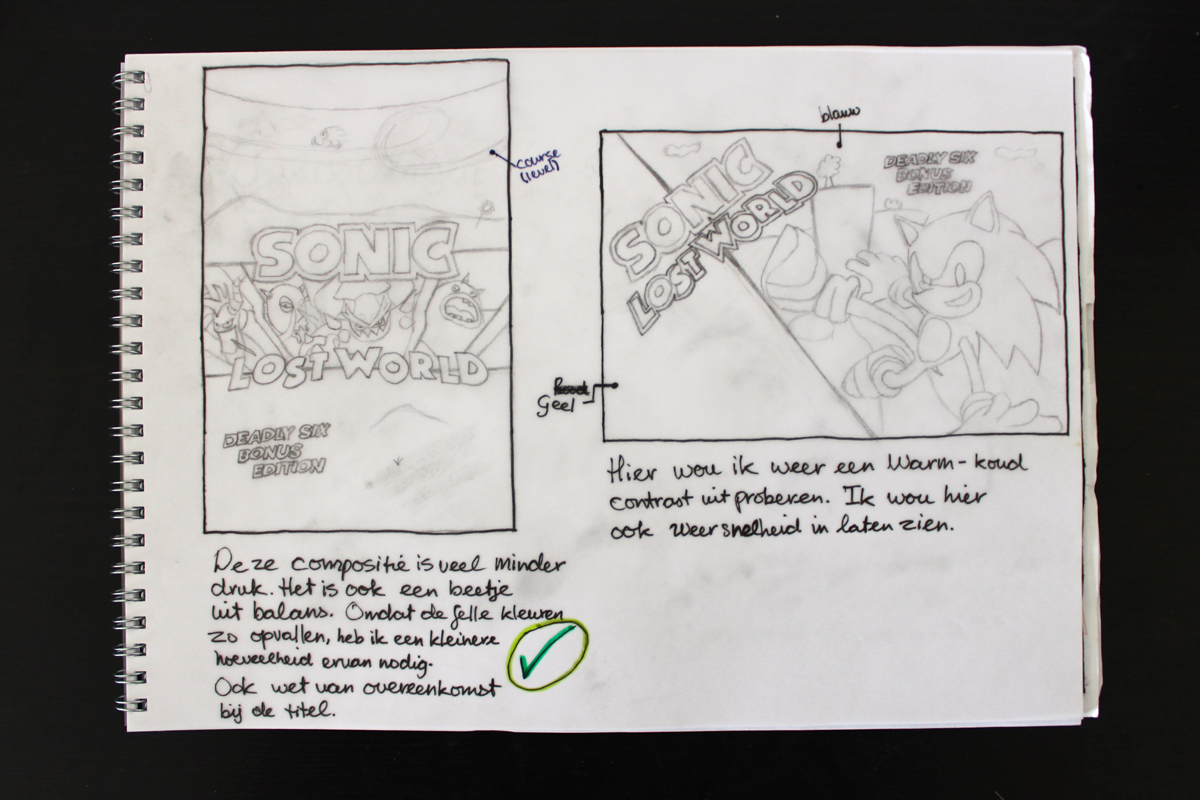 SONIC
LOST WORLD
DEADLY SIX
BONUS
EDITION
course
(level)
Deze compositie is veel minder
druk. Het is ook een beetje
uit balans. Omdat de felle kleuren
zo opvallen, heb ik een kleinere
hoeveelheid ervan nodig.
Ook wet van overeenkomst
bij de titel.
blauw
SONIC
LOST WORLD
DEADLY SIX
BONUS
EDITION
Geel
Hier wou ik weer een Warm-koud
contrast uit proberen. Ik wou hier
ook weer snelheid in laten zien.